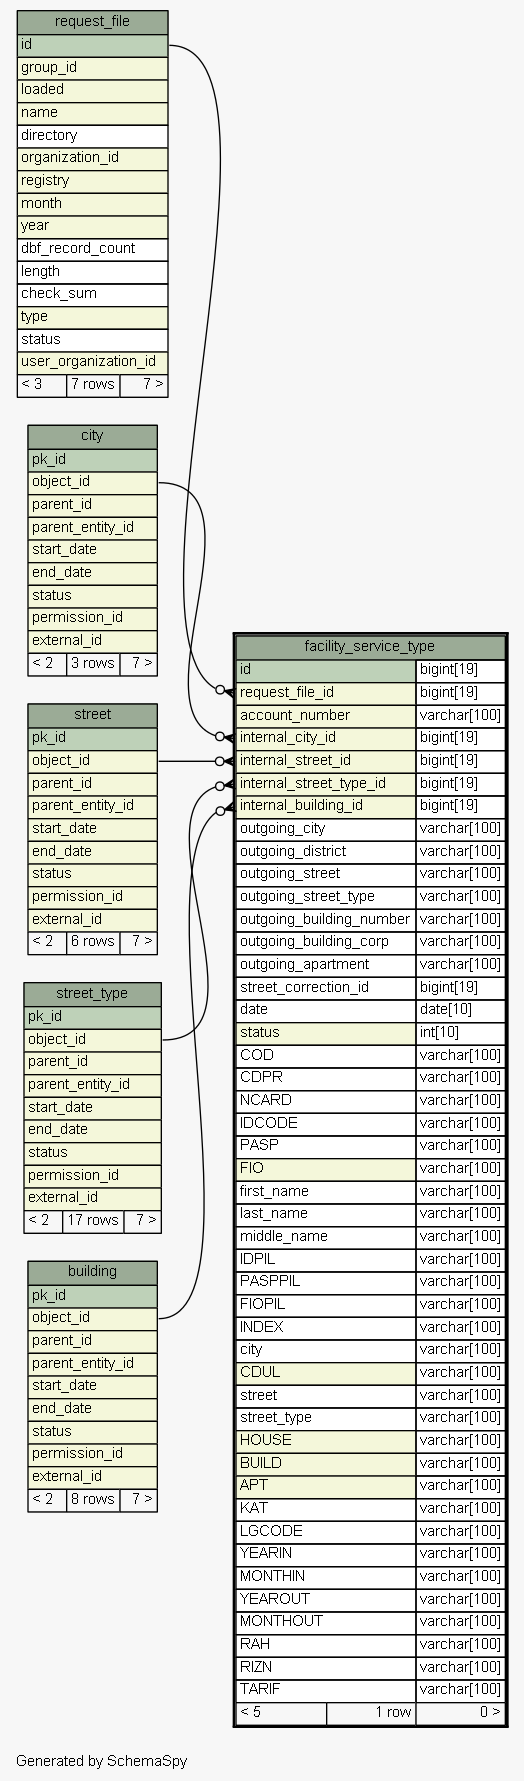 request_file
id
group_id
loaded
name
directory
organization_id
registry
month
year
dbf_record_count
length
check_sum
type
status
user_organization_id
< 3 7 rows 7 >
city
pk_id
object_id
parent_id
parent_entity_id
start_date
end_date
status
permission_id
external_id
< 2 3 rows 7 >
street
pk_id
object_id
parent_id
parent_entity_id
start_date
end_date
status
permission_id
external_id
< 2 6 rows 7 >
street_type
pk_id
object_id
parent_id
parent_entity_id
start_date
end_date
status
permission_id
external_id
< 2 17 rows 7 >
building
pk_id
object_id
parent_id
parent_entity_id
start_date
end_date
status
permission_id
external_id
< 2 8 rows 7 >
facility_service_type
id bigint[19]
request_file_id bigint[19]
account_number varchar[100]
internal_city_id bigint[19]
internal_street_id bigint[19]
internal_street_type_id bigint[19]
internal_building_id bigint[19]
outgoing_city varchar[100]
outgoing_district varchar[100]
outgoing_street varchar[100]
outgoing_street_type varchar[100]
outgoing_building_number varchar[100]
outgoing_building_corp varchar[100]
outgoing_apartment varchar[100]
street_correction_id bigint[19]
date date[10]
status int[10]
COD varchar[100]
CDPR varchar[100]
NCARD varchar[100]
IDCODE varchar[100]
PASP varchar[100]
FIO varchar[100]
first_name varchar[100]
last_name varchar[100]
middle_name varchar[100]
IDPIL varchar[100]
PASPPIL varchar[100]
FIOPIL varchar[100]
INDEX varchar[100]
city varchar[100]
CDUL varchar[100]
street varchar[100]
street_type varchar[100]
HOUSE varchar[100]
BUILD varchar[100]
APT varchar[100]
KAT varchar[100]
LGCODE varchar[100]
YEARIN varchar[100]
MONTHIN varchar[100]
YEAROUT varchar[100]
MONTHOUT varchar[100]
RAH varchar[100]
RIZN varchar[100]
TARIF varchar[100]
< 5 1 row 0 >
Generated by SchemaSpy